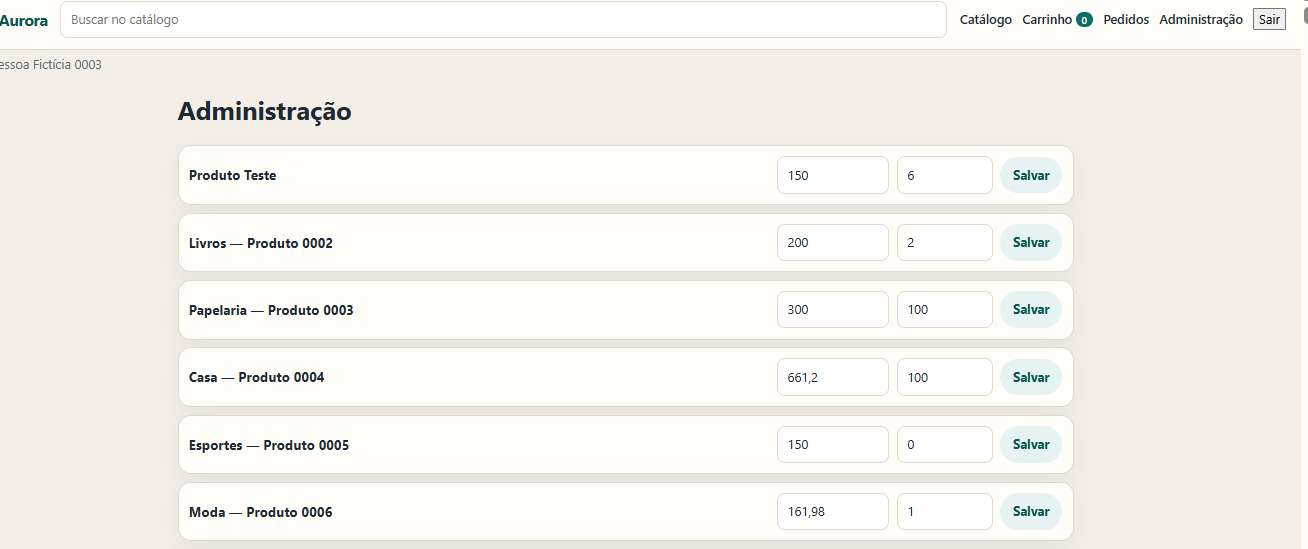 Aurora Buscar no catálogo Catálogo Carrinho 0 Pedidos Administração Sair
essoa Fictícia 0003
Administração
Produto Teste 150 6 Salvar
Livros — Produto 0002 200 2 Salvar
Papelaria — Produto 0003 300 100 Salvar
Casa — Produto 0004 661,2 100 Salvar
Esportes — Produto 0005 150 0 Salvar
Moda — Produto 0006 161,98 1 Salvar